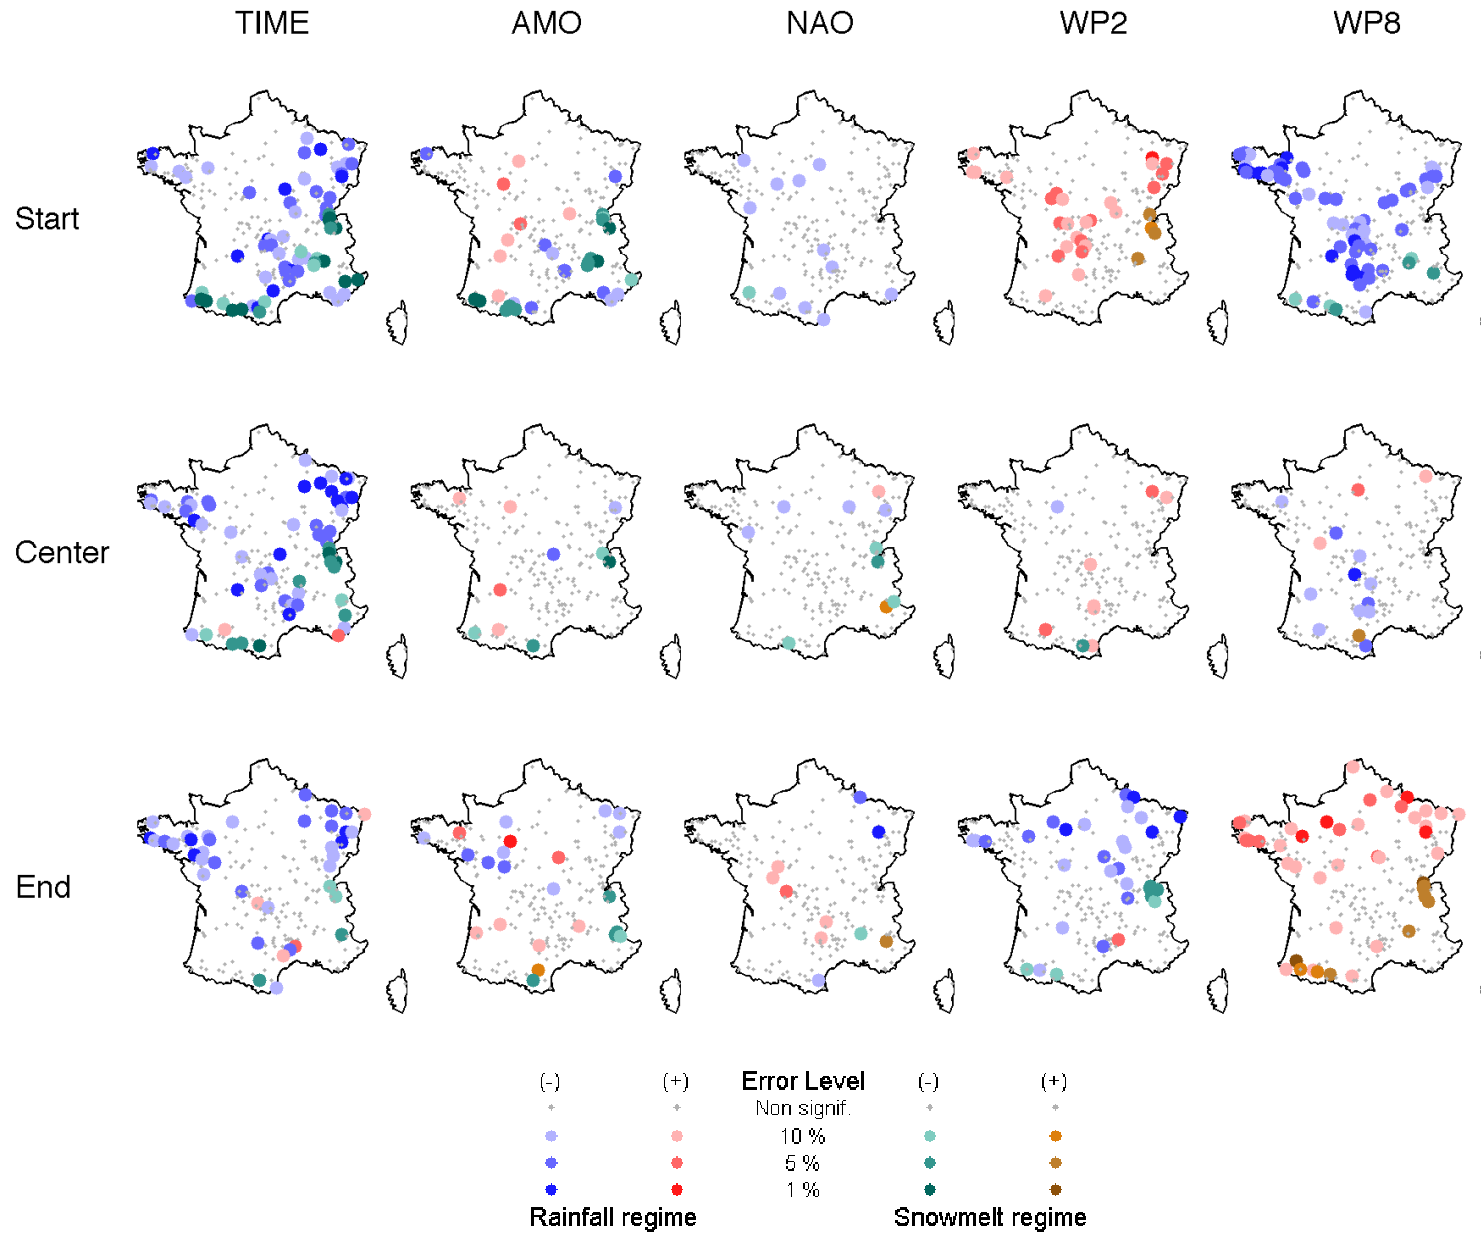 TIME AMO NAO WP2 WP8
Start
Center
End
(-) (+) Error Level (-) (+)
Non signif.
10 %
5 %
1 %
Rainfall regime Snowmelt regime